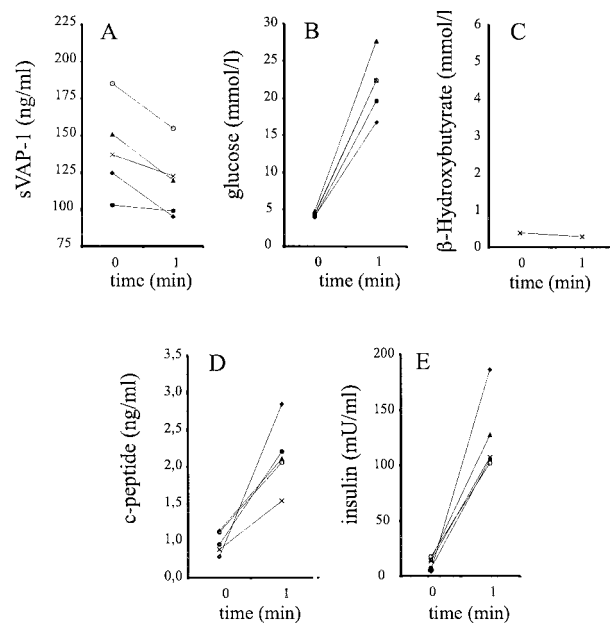 A
sVAP-1 (ng/ml)
225
200
175
150
125
100
75
0 1
time (min)
B
glucose (mmol/l)
30
25
20
15
10
5
0
0 1
time (min)
C
β-Hydroxybutyrate (mmol/l
6
5
4
3
2
1
0
0 1
time (min)
D
c-peptide (ng/ml)
3,5
3,0
2,5
2,0
1,5
1,0
0,0
0 1
time (min)
E
insulin (mU/ml)
200
150
100
50
0
0 1
time (min)